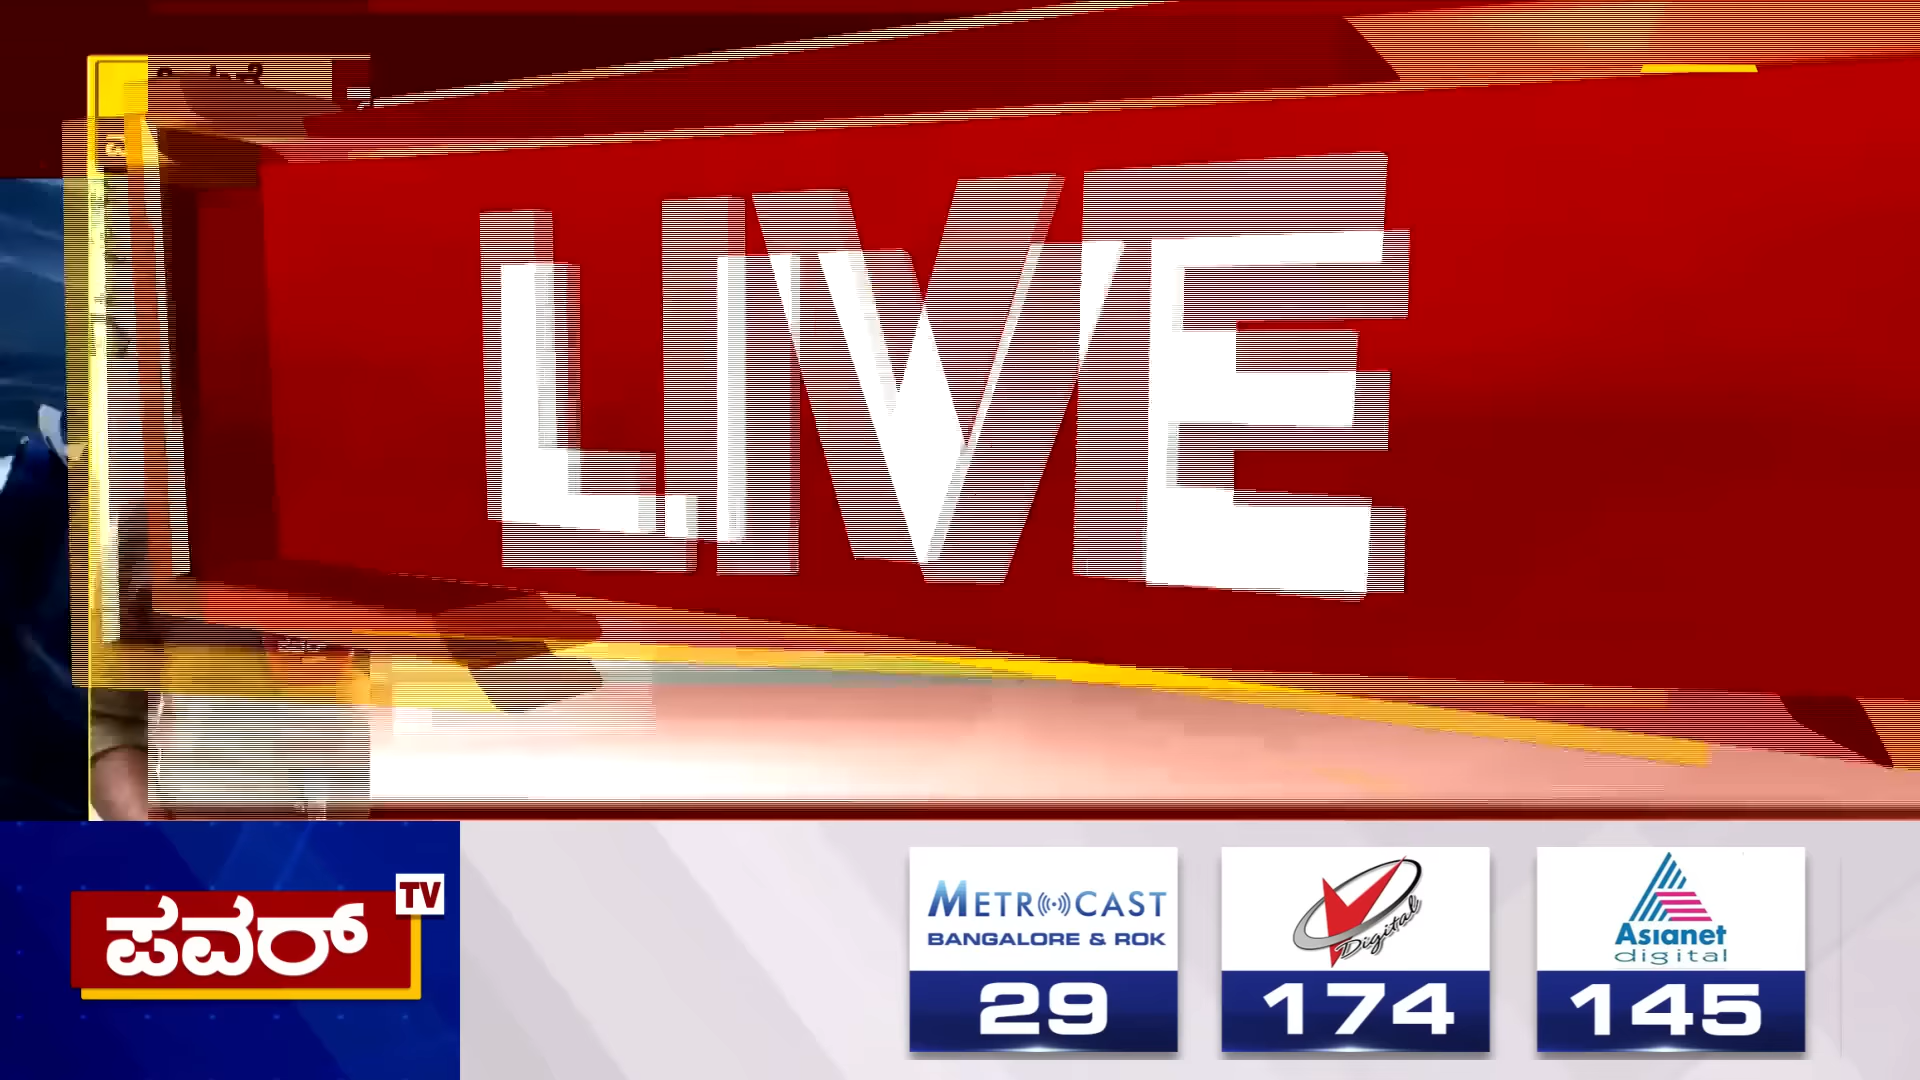 LIVE
ಪವರ್
TV
METROCAST
BANGALORE & ROK
29
Digital
174
Asianet
digital
145